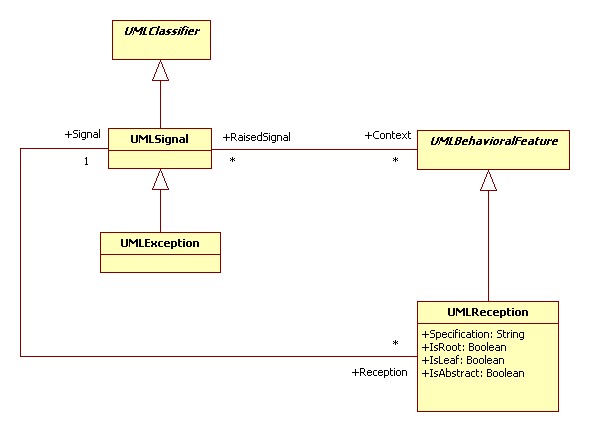 UMLClassifier
+Signal
UMLSignal
+RaisedSignal
+Context
UMLBehavioralFeature
1
*
*
UMLException
UMLReception
+Specification: String
+IsRoot: Boolean
+IsLeaf: Boolean
+IsAbstract: Boolean
*
+Reception